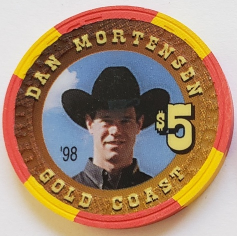 DAN MORTENSEN
$5
'98
GOLD COAST